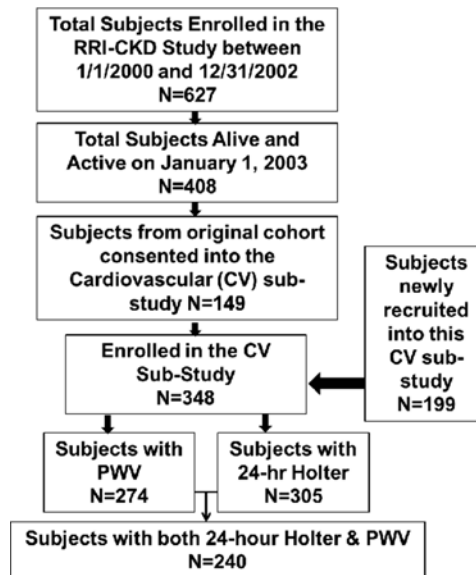 Total Subjects Enrolled in the
RRI-CKD Study between
1/1/2000 and 12/31/2002
N=627
Total Subjects Alive and
Active on January 1, 2003
N=408
Subjects from original cohort
consented into the
Cardiovascular (CV) sub-
study N=149
Subjects
newly
recruited
into this
CV sub-
study
N=199
Enrolled in the CV
Sub-Study
N=348
Subjects with
PWV
N=274
Subjects with
24-hr Holter
N=305
Subjects with both 24-hour Holter & PWV
N=240